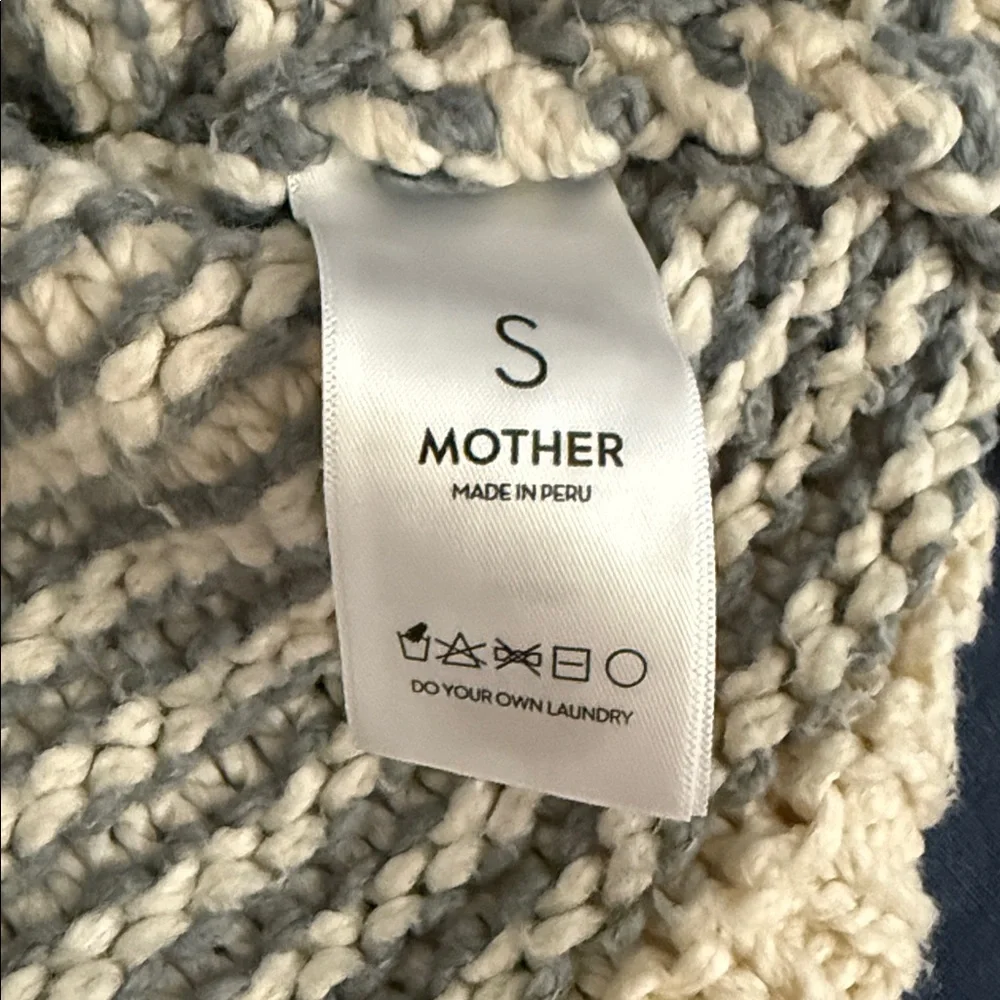 S
MOTHER
MADE IN PERU
DO YOUR OWN LAUNDRY